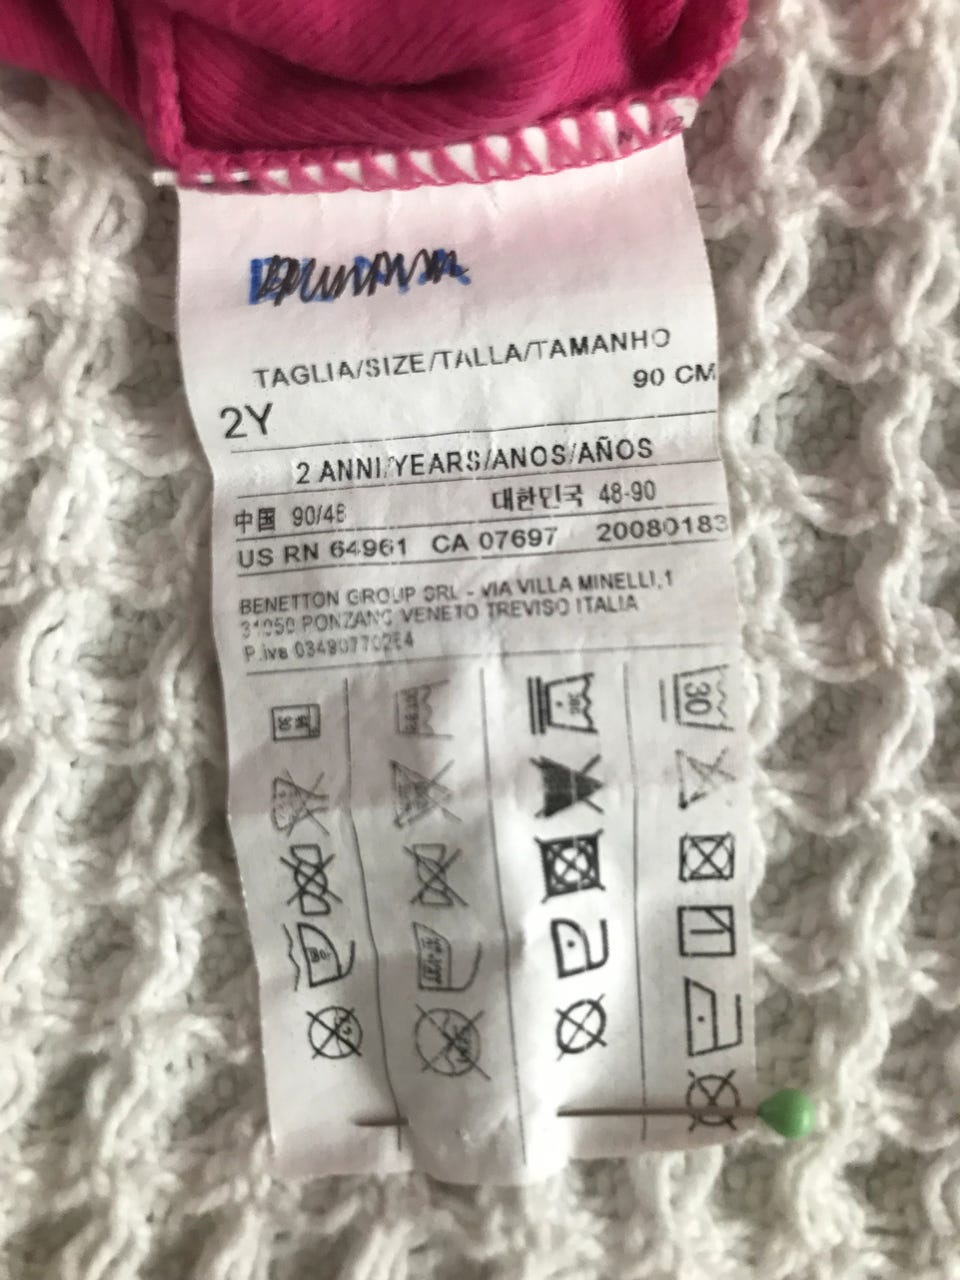 TAGLIA/SIZE/TALLA/TAMANHO
90 CM
2Y
2 ANNI/YEARS/ANOS/AÑOS
中国 90/48 대한민국 48-90
US RN 64961 CA 07697 20080183
BENETTON GROUP SRL - VIA VILLA MINELLI,1
31050 PONZANO VENETO TREVISO ITALIA
P.iva
30